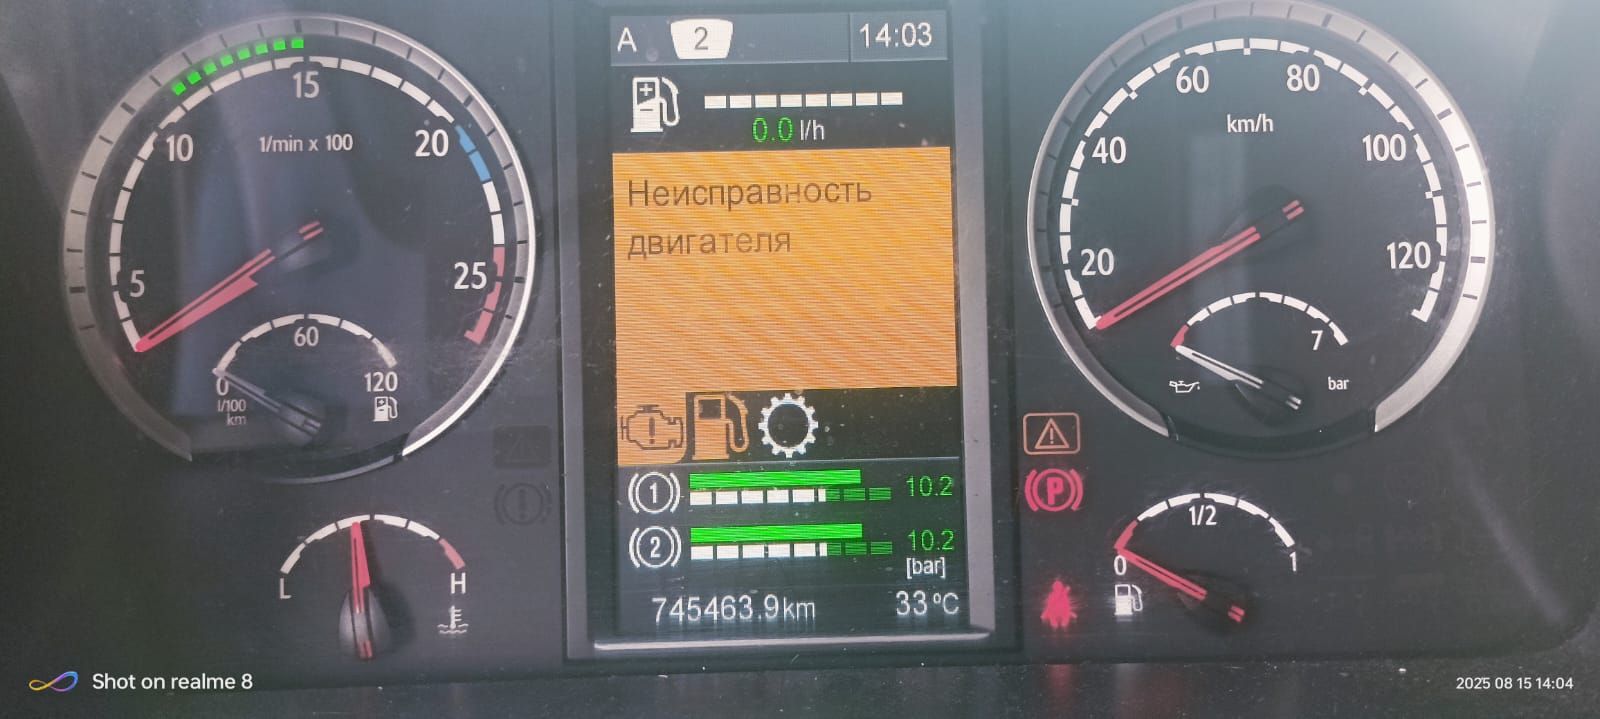 A 2 14:03
0.0 l/h
Неисправность
двигателя
1 10.2
2 10.2
[bar]
745463.9km 33°C
5 10 15 20 25
1/min x 100
0 60 120
l/100
km
L H
20 40 60 80 100 120
km/h
7
bar
P
0 1/2 1
Shot on realme 8
2025 08 15 14:04